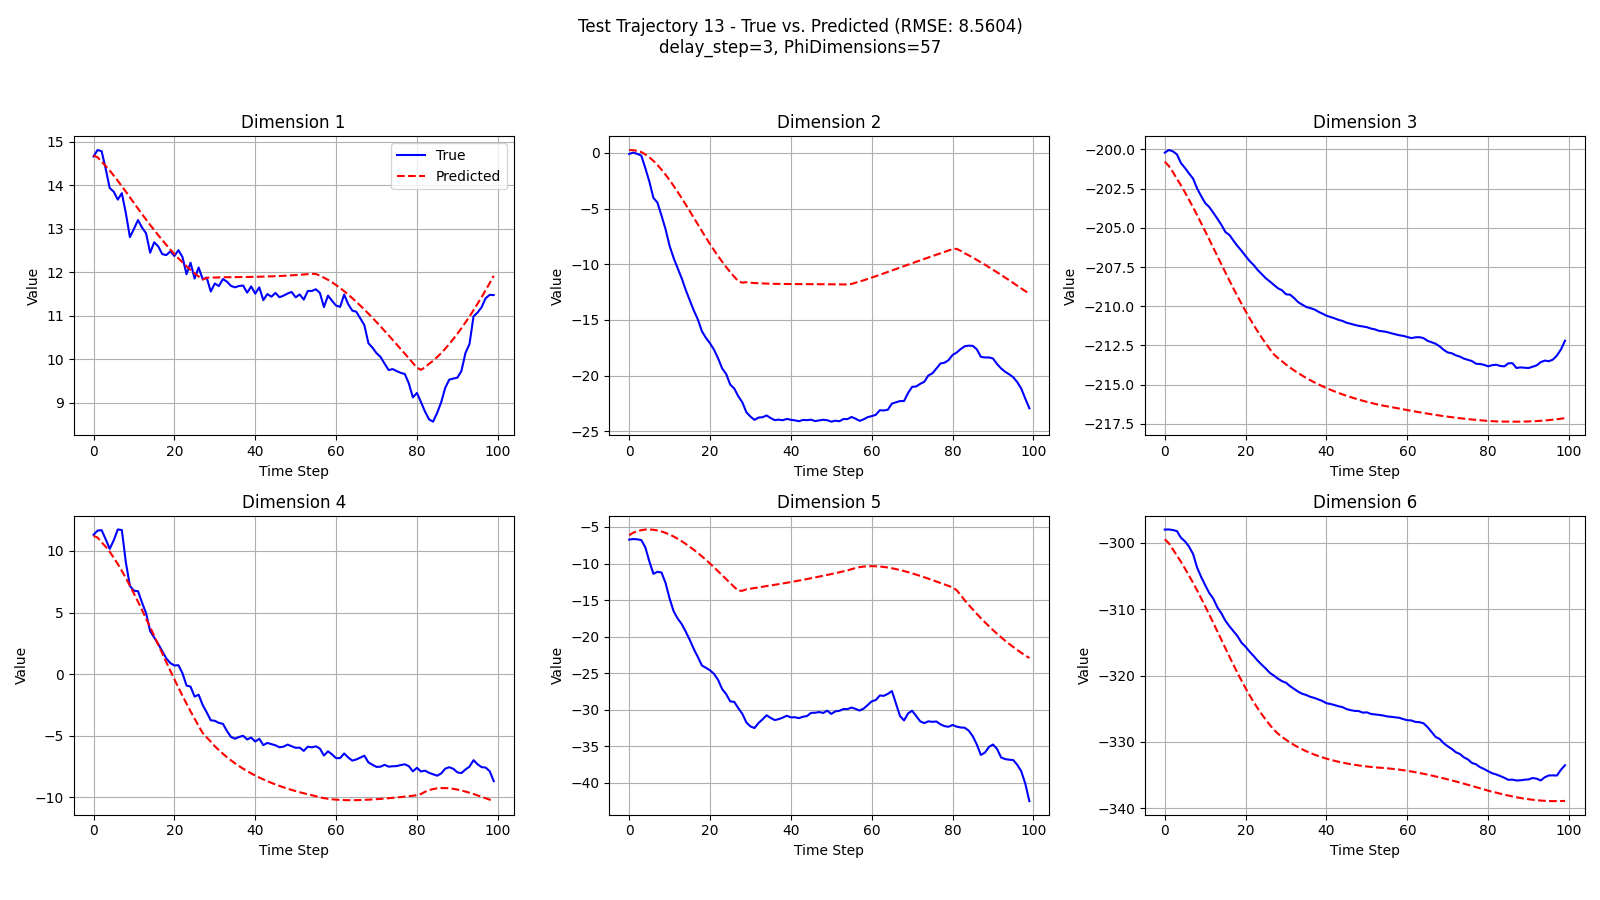 Test Trajectory 13 - True vs. Predicted (RMSE: 8.5604)
delay_step=3, PhiDimensions=57
Dimension 1
15
14
13
12
11
10
9
Value
0 20 40 60 80 100
Time Step
True
Predicted
Dimension 2
0
−5
−10
−15
−20
−25
Value
0 20 40 60 80 100
Time Step
Dimension 3
−200.0
−202.5
−205.0
−207.5
−210.0
−212.5
−215.0
−217.5
Value
0 20 40 60 80 100
Time Step
Dimension 4
10
5
0
−5
−10
Value
0 20 40 60 80 100
Time Step
Dimension 5
−5
−10
−15
−20
−25
−30
−35
−40
Value
0 20 40 60 80 100
Time Step
Dimension 6
−300
−310
−320
−330
−340
Value
0 20 40 60 80 100
Time Step